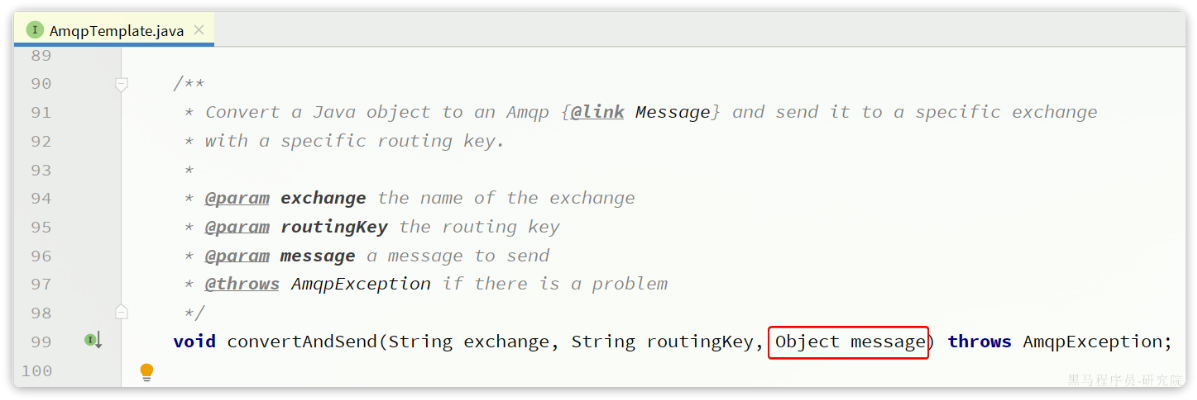 AmqpTemplate.java
89
90 /**
91 * Convert a Java object to an Amqp {@link Message} and send it to a specific exchange
92 * with a specific routing key.
93 *
94 * @param exchange the name of the exchange
95 * @param routingKey the routing key
96 * @param message a message to send
97 * @throws AmqpException if there is a problem
98 */
99 void convertAndSend(String exchange, String routingKey, Object message) throws AmqpException;
100
黑马程序员-研究院